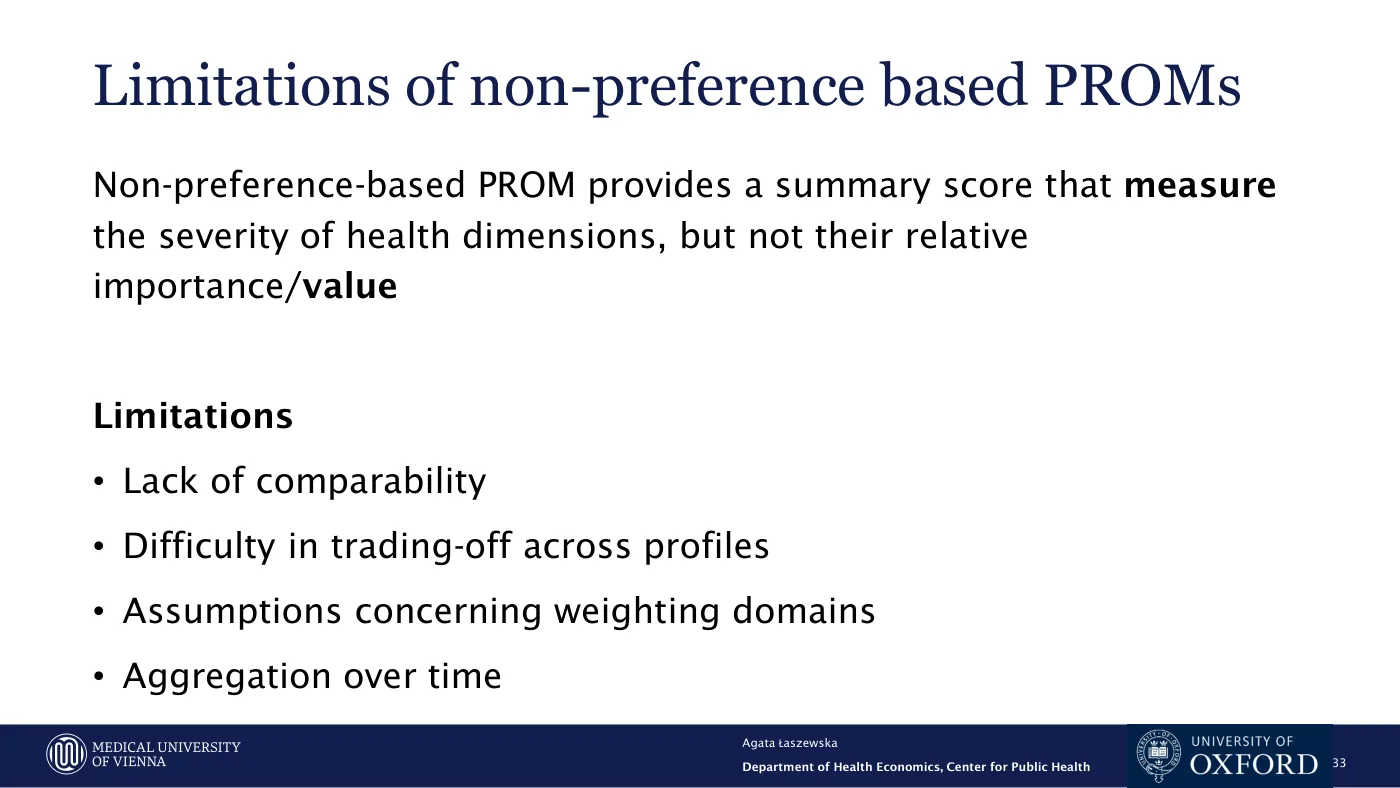 Limitations of non-preference based PROMs
Non-preference-based PROM provides a summary score that measure
the severity of health dimensions, but not their relative
importance/value
Limitations
• Lack of comparability
• Difficulty in trading-off across profiles
• Assumptions concerning weighting domains
• Aggregation over time
MEDICAL UNIVERSITY
OF VIENNA
Agata Łaszewska
Department of Health Economics, Center for Public Health
UNIVERSITY OF
OXFORD
33